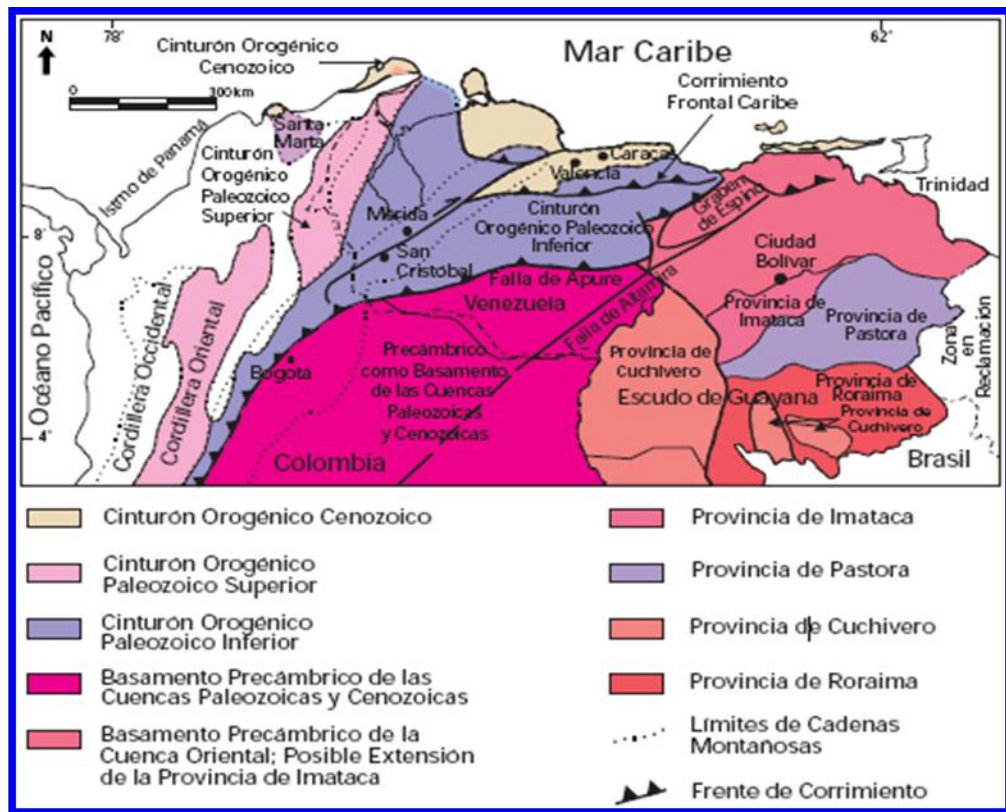 78°
62°
N
Cinturón Orogénico
Cenozoico
Mar Caribe
0
300 km
Corrimiento
Frontal Caribe
Istmo de Panamá
Santa
Marta
Cinturón
Orogénico
Paleozoico
Superior
Caracas
Valencia
Trinidad
Graben
de Espino
Mérida
Cinturón
Orogénico Paleozoico
Inferior
8°
San
Cristóbal
Ciudad
Bolívar
Falla de Apure
Venezuela
Falla de Altamira
Provincia de
Imataca
Provincia de
Pastora
Zona
en
Reclamación
Océano Pacífico
Cordillera Occidental
Cordillera Oriental
Bogotá
Precámbrico
como Basamento
de las Cuencas
Paleozoicas
y Cenozoicas
Provincia de
Cuchivero
Escudo de Guayana
Provincia de
Roraima
Provincia de
Cuchivero
4°
Colombia
Brasil
Cinturón Orogénico Cenozoico
Cinturón Orogénico
Paleozoico Superior
Cinturón Orogénico
Paleozoico Inferior
Basamento Precámbrico de las
Cuencas Paleozoicas y Cenozoicas
Basamento Precámbrico de la
Cuenca Oriental; Posible Extensión
de la Provincia de Imataca
Provincia de Imataca
Provincia de Pastora
Provincia de Cuchivero
Provincia de Roraima
Límites de Cadenas
Montañosas
Frente de Corrimiento